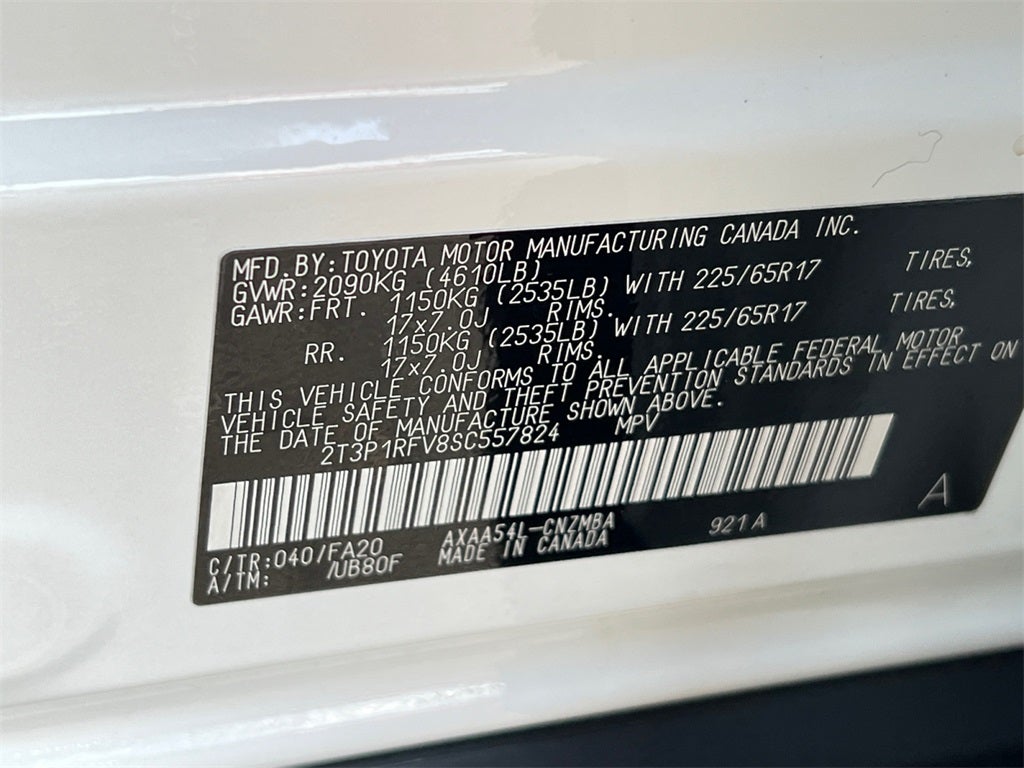 MFD.BY:TOYOTA MOTOR MANUFACTURING CANADA INC.
GVWR:2090KG (4610LB)
GAWR:FRT. 1150KG (2535LB) WITH 225/65R17 TIRES,
17x7.0J RIMS.
RR. 1150KG (2535LB) WITH 225/65R17 TIRES,
17x7.0J RIMS.
THIS VEHICLE CONFORMS TO ALL APPLICABLE FEDERAL MOTOR
VEHICLE SAFETY AND THEFT PREVENTION STANDARDS IN EFFECT ON
THE DATE OF MANUFACTURE SHOWN ABOVE.
2T3P1RFV8SC557824 MPV
C/TR:040/FA20 AXAA54L-CNZMBA 921A A
A/TM: /UB80F MADE IN CANADA